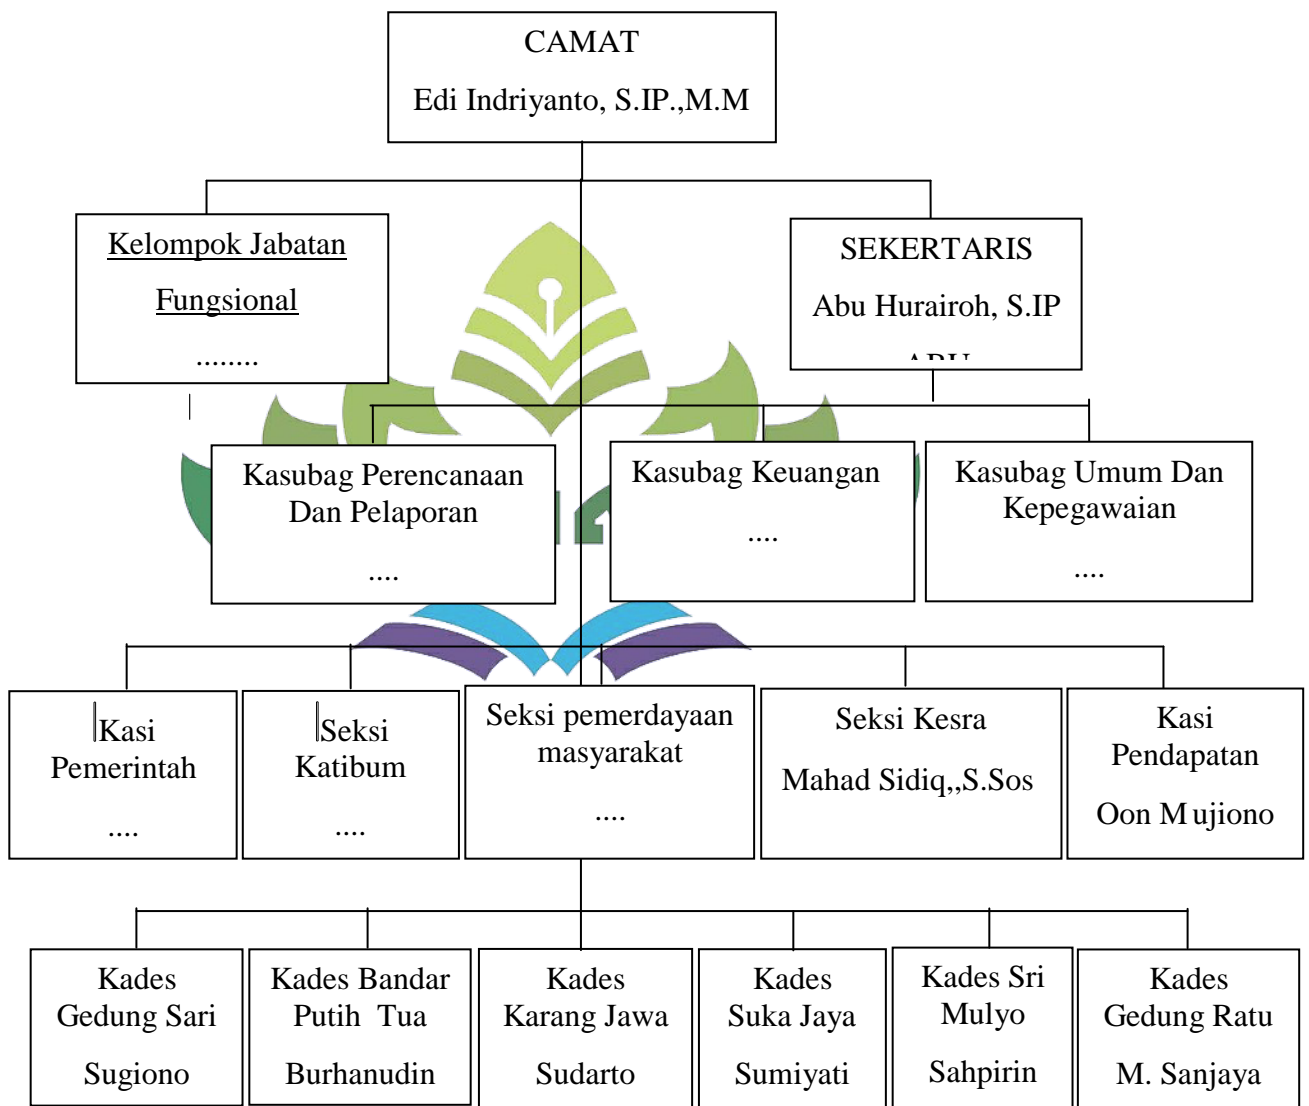 CAMAT
Edi Indriyanto, S.IP.,M.M
Kelompok Jabatan
Fungsional
........
SEKERTARIS
Abu Hurairoh, S.IP
ABU
Kasubag Perencanaan
Dan Pelaporan
....
Kasubag Keuangan
....
Kasubag Umum Dan
Kepegawaian
....
Kasi
Pemerintah
....
Seksi
Katibum
....
Seksi pemerdayaan
masyarakat
....
Seksi Kesra
Mahad Sidiq,,S.Sos
Kasi
Pendapatan
Oon Mujiono
Kades
Gedung Sari
Sugiono
Kades Bandar
Putih Tua
Burhanudin
Kades
Karang Jawa
Sudarto
Kades
Suka Jaya
Sumiyati
Kades Sri
Mulyo
Sahpirin
Kades
Gedung Ratu
M. Sanjaya